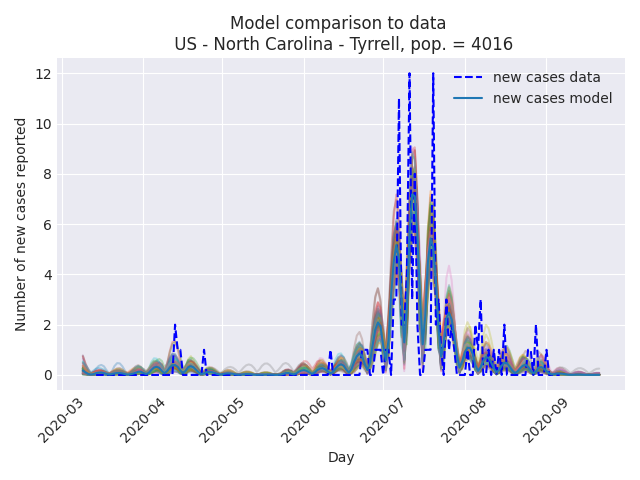 Model comparison to data
US - North Carolina - Tyrrell, pop. = 4016
new cases data
new cases model
Number of new cases reported
12
10
8
6
4
2
0
2020-03
2020-04
2020-05
2020-06
2020-07
2020-08
2020-09
Day